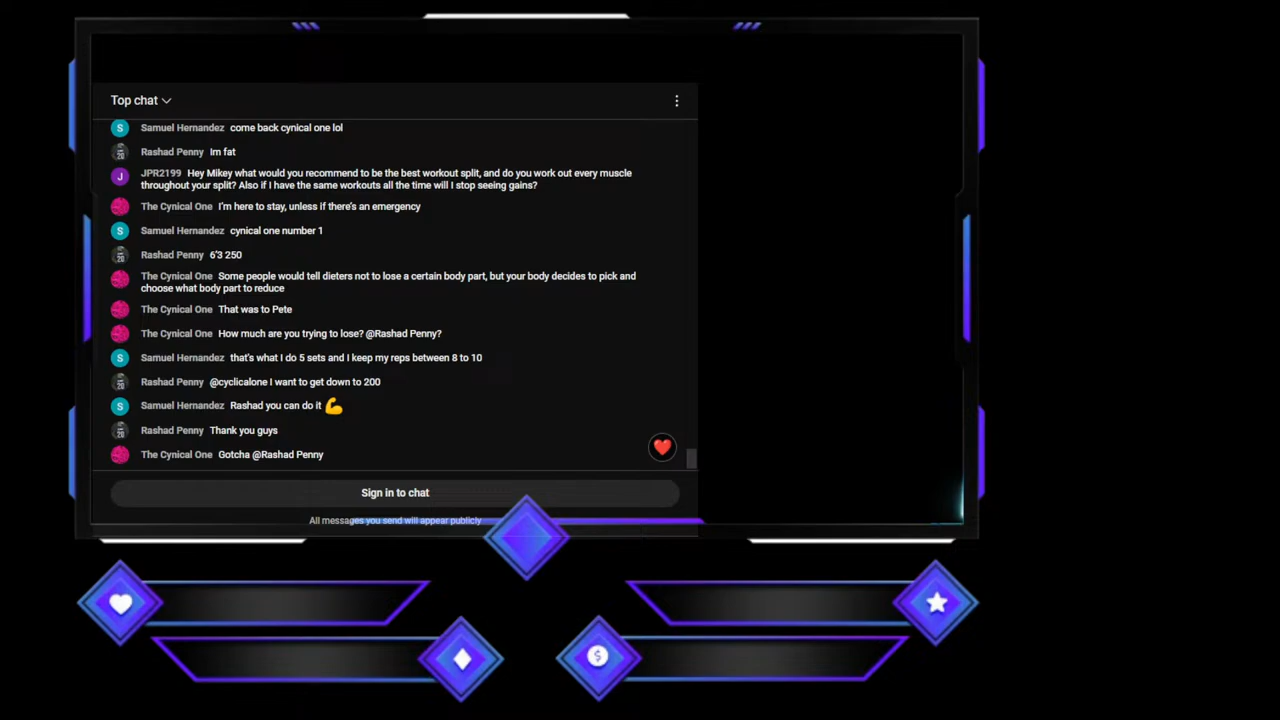 Top chat
Samuel Hernandez come back cynical one lol
Rashad Penny Im fat
JPR2199 Hey Mikey what would you recommend to be the best workout split, and do you work out every muscle
throughout your split? Also if I have the same workouts all the time will I stop seeing gains?
The Cynical One I'm here to stay, unless if there's an emergency
Samuel Hernandez cynical one number 1
Rashad Penny 6'3 250
The Cynical One Some people would tell dieters not to lose a certain body part, but your body decides to pick and
choose what body part to reduce
The Cynical One That was to Pete
The Cynical One How much are you trying to lose? @Rashad Penny?
Samuel Hernandez that's what I do 5 sets and I keep my reps between 8 to 10
Rashad Penny @cyclicalone I want to get down to 200
Samuel Hernandez Rashad you can do it 💪
Rashad Penny Thank you guys
The Cynical One Gotcha @Rashad Penny
Sign in to chat
All messages you send will appear publicly